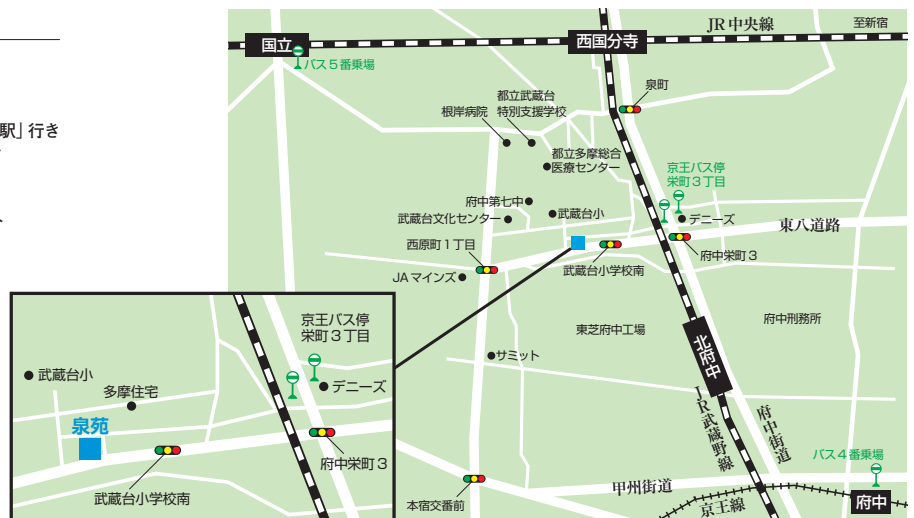 駅」行き
国立
バス5番乗場
西国分寺
JR中央線
至新宿
泉町
都立武蔵台
特別支援学校
根岸病院
都立多摩総合
医療センター
京王バス停
栄町3丁目
府中第七中
武蔵台文化センター
武蔵台小
デニーズ
東八道路
西原町1丁目
府中栄町3
JAマインズ
武蔵台小学校南
東芝府中工場
府中刑務所
サミット
北府中
JR武蔵野線
府中街道
バス4番乗場
甲州街道
本宿交番前
京王線
府中
京王バス停
栄町3丁目
武蔵台小
多摩住宅
デニーズ
泉苑
府中栄町3
武蔵台小学校南